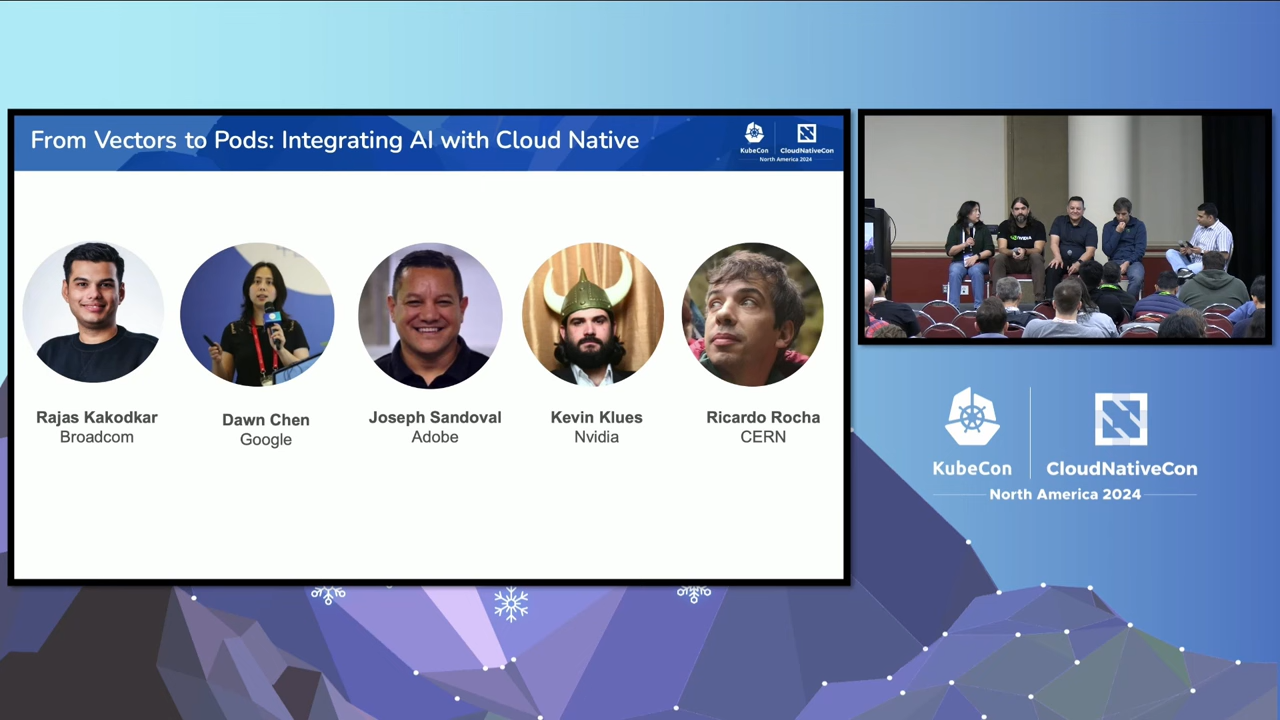 From Vectors to Pods: Integrating AI with Cloud Native
KubeCon
CloudNativeCon
North America 2024
Rajas Kakodkar
Broadcom
Dawn Chen
Google
Joseph Sandoval
Adobe
Kevin Klues
Nvidia
Ricardo Rocha
CERN
NVIDIA
KubeCon
CloudNativeCon
North America 2024